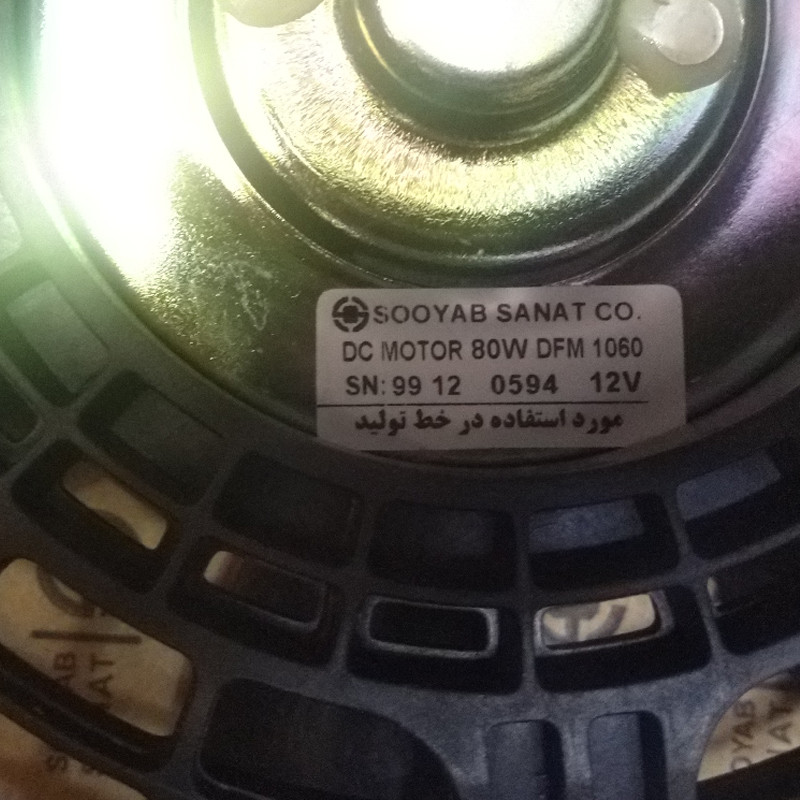 SOOYAB SANAT CO.
DC MOTOR 80W DFM 1060
SN: 99 12 0594 12V
مورد استفاده در خط تولید